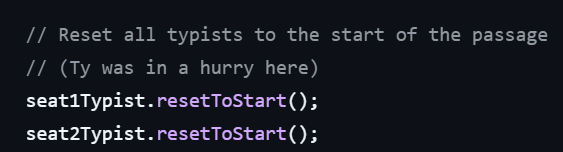 // Reset all typists to the start of the passage
// (Ty was in a hurry here)
seat1Typist.resetToStart();
seat2Typist.resetToStart();